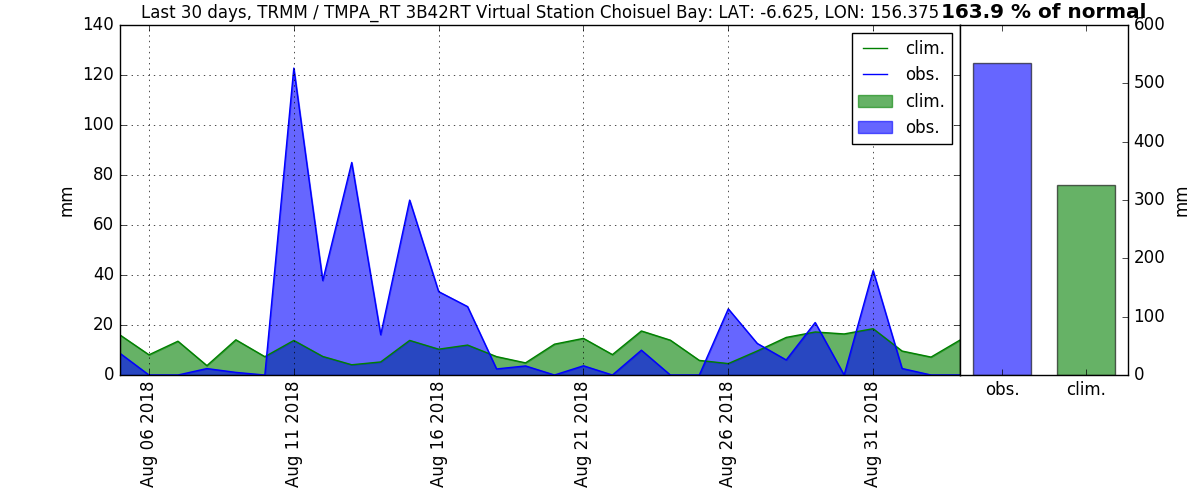 Last 30 days, TRMM / TMPA_RT 3B42RT Virtual Station Choisuel Bay: LAT: -6.625, LON: 156.375 163.9 % of normal
140
120
100
80
60
40
20
0
mm
clim.
obs.
clim.
obs.
Aug 06 2018
Aug 11 2018
Aug 16 2018
Aug 21 2018
Aug 26 2018
Aug 31 2018
600
500
400
300
200
100
0
mm
obs. clim.